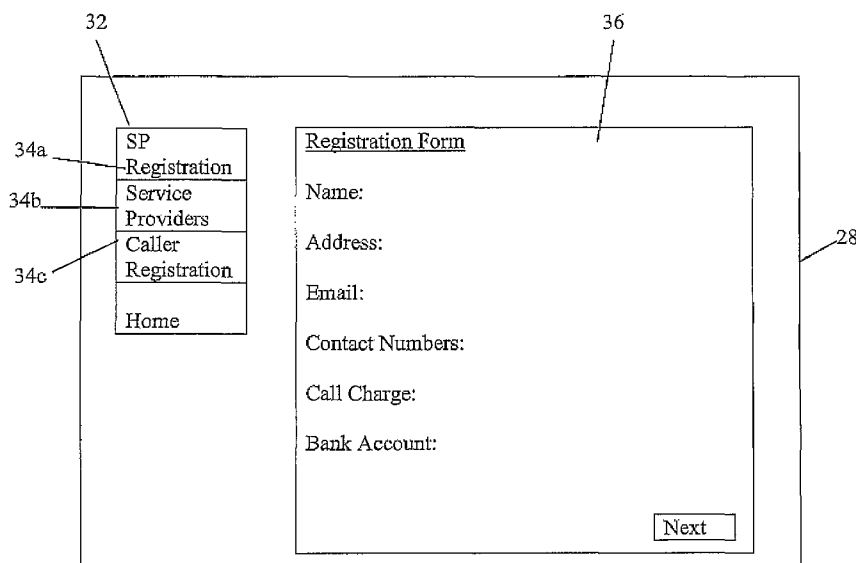 32
36
SP
Registration
34a
Service
Providers
34b
Caller
Registration
34c
Home
Registration Form
Name:
Address:
Email:
Contact Numbers:
Call Charge:
Bank Account:
Next
28